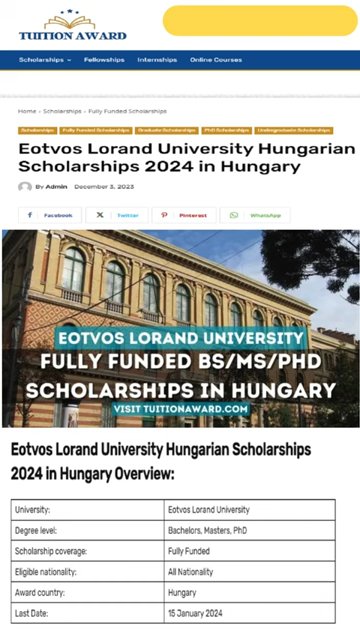 TUITION AWARD
Scholarships Fellowships Internships Online Courses
Home Scholarships Fully Funded Scholarships
Scholarships Fully Funded Scholarships Graduate Scholarships PhD Scholarships Undergraduate Scholarships
Eotvos Lorand University Hungarian
Scholarships 2024 in Hungary
By Admin December 3, 2023
Facebook Twitter Pinterest WhatsApp
EOTVOS LORAND UNIVERSITY
FULLY FUNDED BS/MS/PHD
SCHOLARSHIPS IN HUNGARY
VISIT TUITIONAWARD.COM
Eotvos Lorand University Hungarian Scholarships
2024 in Hungary Overview:
University: Eotvos Lorand University
Degree level: Bachelors, Masters, PhD
Scholarship coverage: Fully Funded
Eligible nationality: All Nationality
Award country: Hungary
Last Date: 15 January 2024